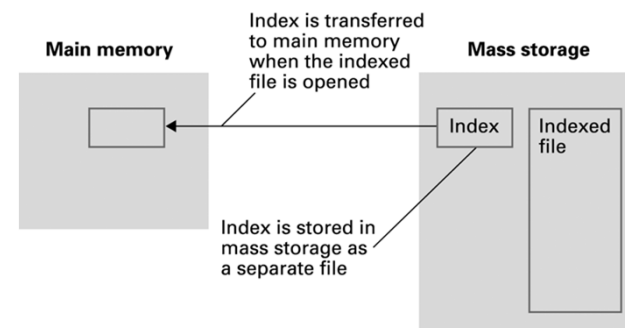 Index is transferred
to main memory
when the indexed
file is opened
Main memory
Mass storage
Index
Indexed
file
Index is stored in
mass storage as
a separate file